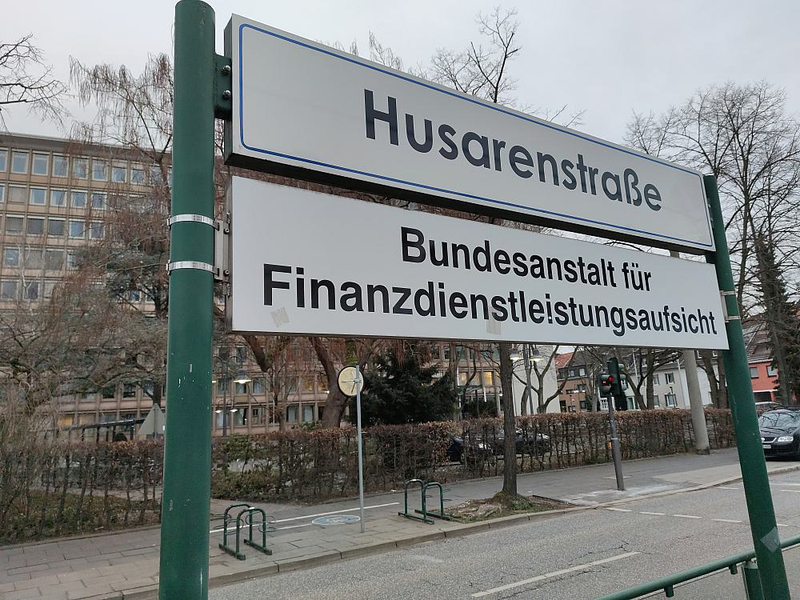 Husarenstraße
Bundesanstalt für
Finanzdienstleistungsaufsicht